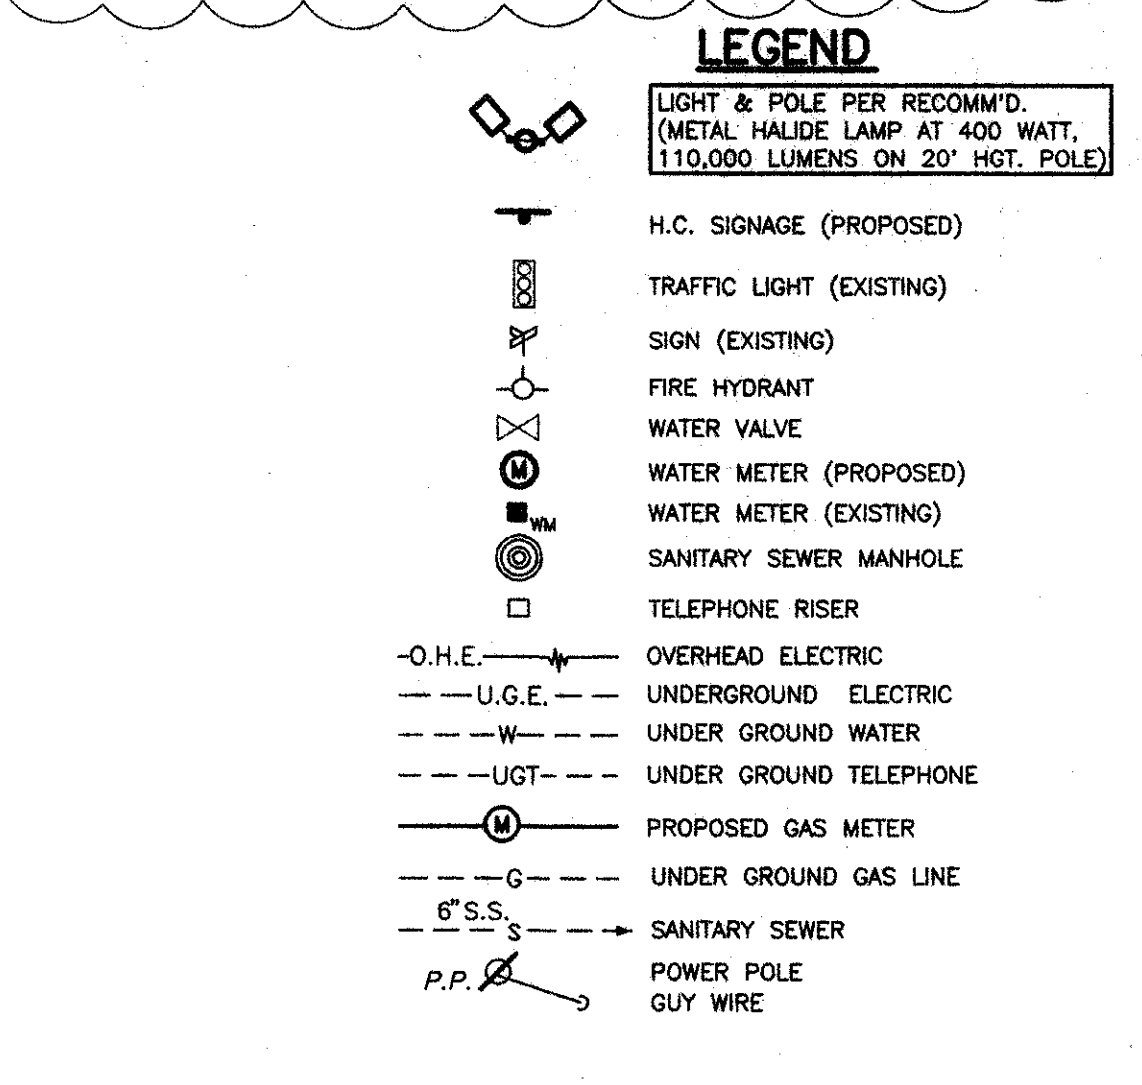 LEGEND
LIGHT & POLE PER RECOMM'D.
(METAL HALIDE LAMP AT 400 WATT,
110,000 LUMENS ON 20' HGT. POLE)
H.C. SIGNAGE (PROPOSED)
TRAFFIC LIGHT (EXISTING)
SIGN (EXISTING)
FIRE HYDRANT
WATER VALVE
M WATER METER (PROPOSED)
WM WATER METER (EXISTING)
SANITARY SEWER MANHOLE
TELEPHONE RISER
O.H.E. OVERHEAD ELECTRIC
U.G.E. UNDERGROUND ELECTRIC
W UNDER GROUND WATER
UGT UNDER GROUND TELEPHONE
M PROPOSED GAS METER
G UNDER GROUND GAS LINE
6" S.S.
S SANITARY SEWER
P.P. POWER POLE
GUY WIRE